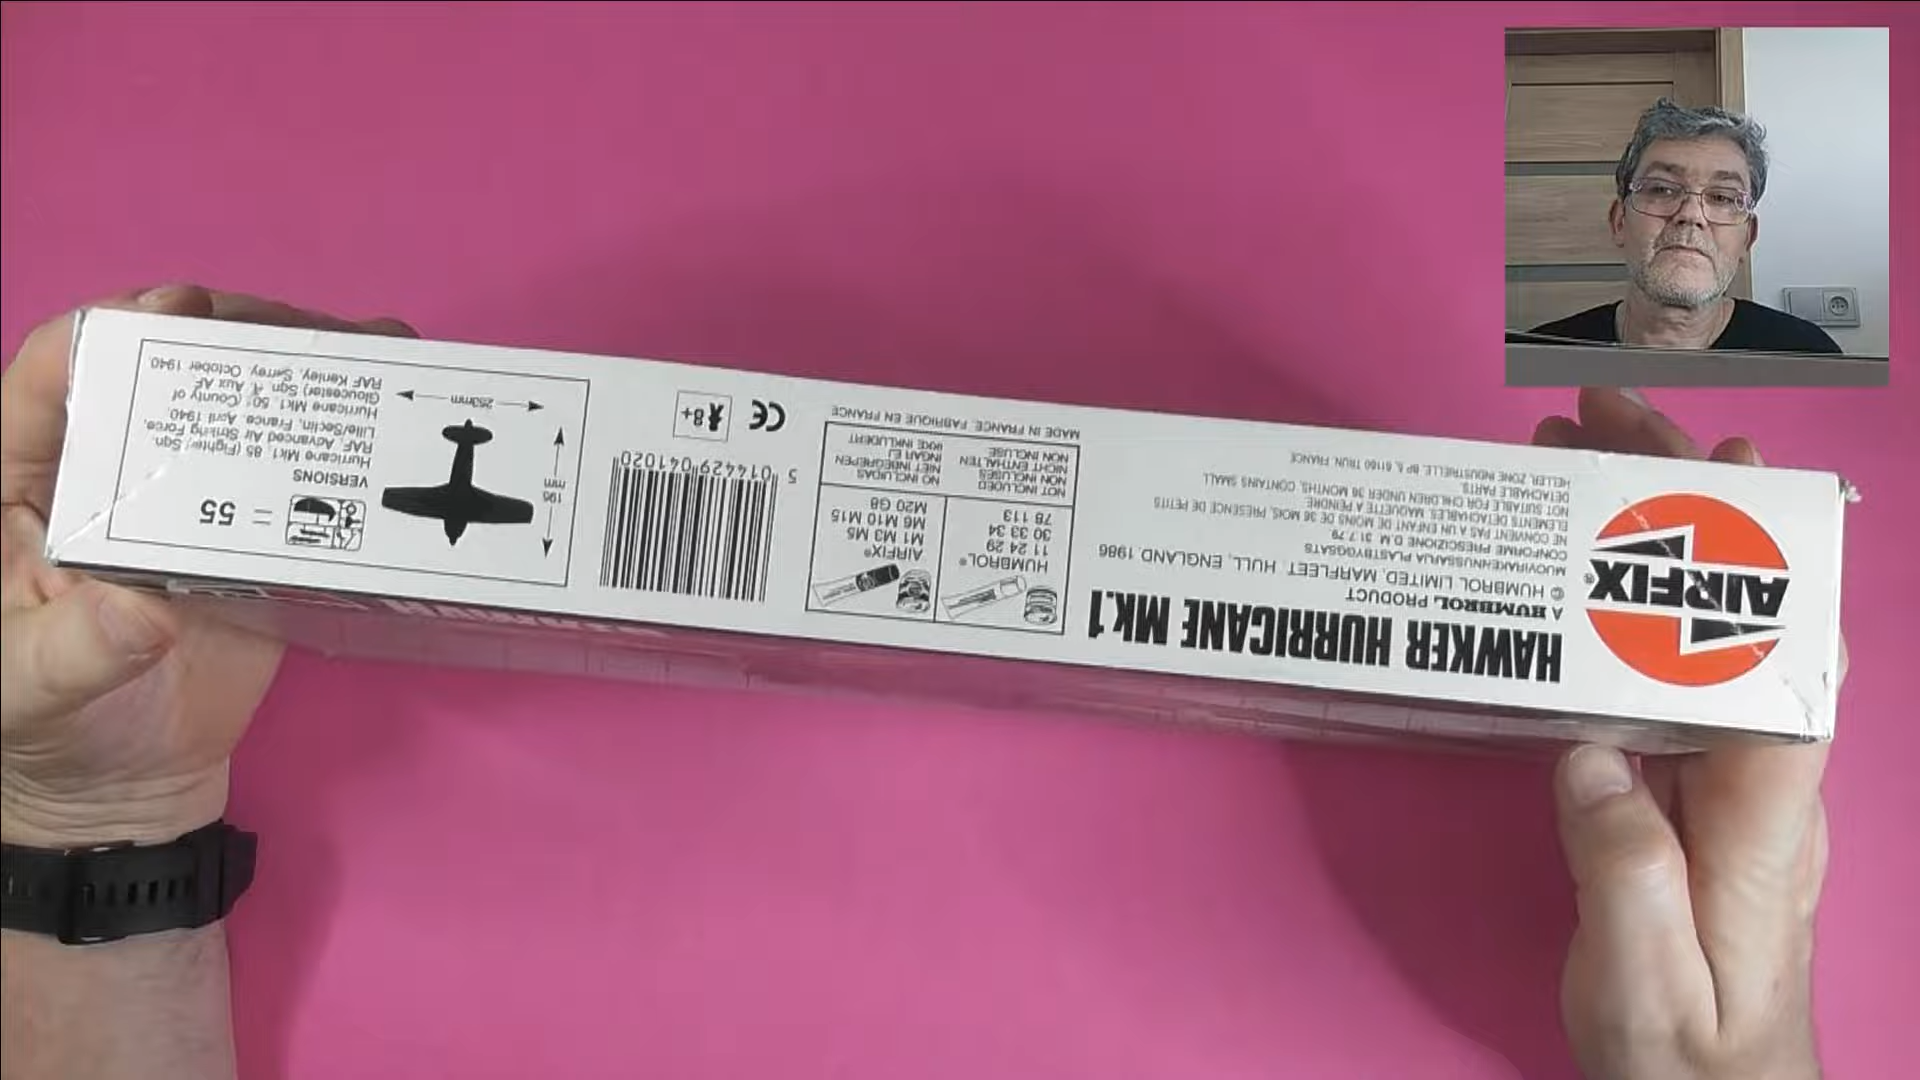 AIRFIX®
HAWKER HURRICANE Mk.1
A HUMBROL PRODUCT
© HUMBROL LIMITED, MARFLEET, HULL, ENGLAND, 1986
MUOVIRAKENNUSSARJA PLASTBYGGSATS
CONFORME PRESCIZIONE D.M. 31.7.79
NE CONVIENT PAS A UN ENFANT DE MOINS DE 36 MOIS, PRESENCE DE PETITS
ELEMENTS DETACHABLES, MAQUETTE A PEINDRE.
NOT SUITABLE FOR CHILDREN UNDER 36 MONTHS, CONTAINS SMALL
DETACHABLE PARTS.
HELLER, ZONE INDUSTRIELLE BP 5, 61160 TRUN. FRANCE
HUMBROL®
11 24 29
30 33 34
78 113
AIRFIX®
M1 M3 M5
M6 M10 M15
M20 G8
NOT INCLUDED
NON INCLUSES
NICHT ENTHALTEN
NON INCLUSE
NO INCLUIDAS
NIET INBEGREPEN
INGAR EJ
IKKE INKLUDERT
MADE IN FRANCE, FABRIQUE EN FRANCE
5 014429 041020
CE
8+
= 55
195
mm
253mm
VERSIONS
Hurricane Mk1, 85 (Fighter) Sqn.
RAF, Advanced Air Striking Force,
Lille/Seclin, France, April 1940.
Hurricane Mk1, 501 (County of
Gloucester) Sqn. R. Aux AF
RAF Kenley, Surrey, October 1940.